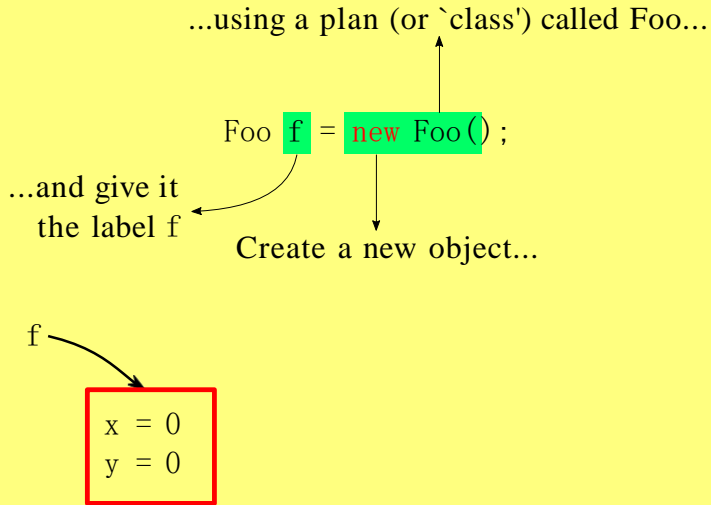 ...using a plan (or `class') called Foo...
Foo f = new Foo();
...and give it
the label f
Create a new object...
f
x = 0
y = 0